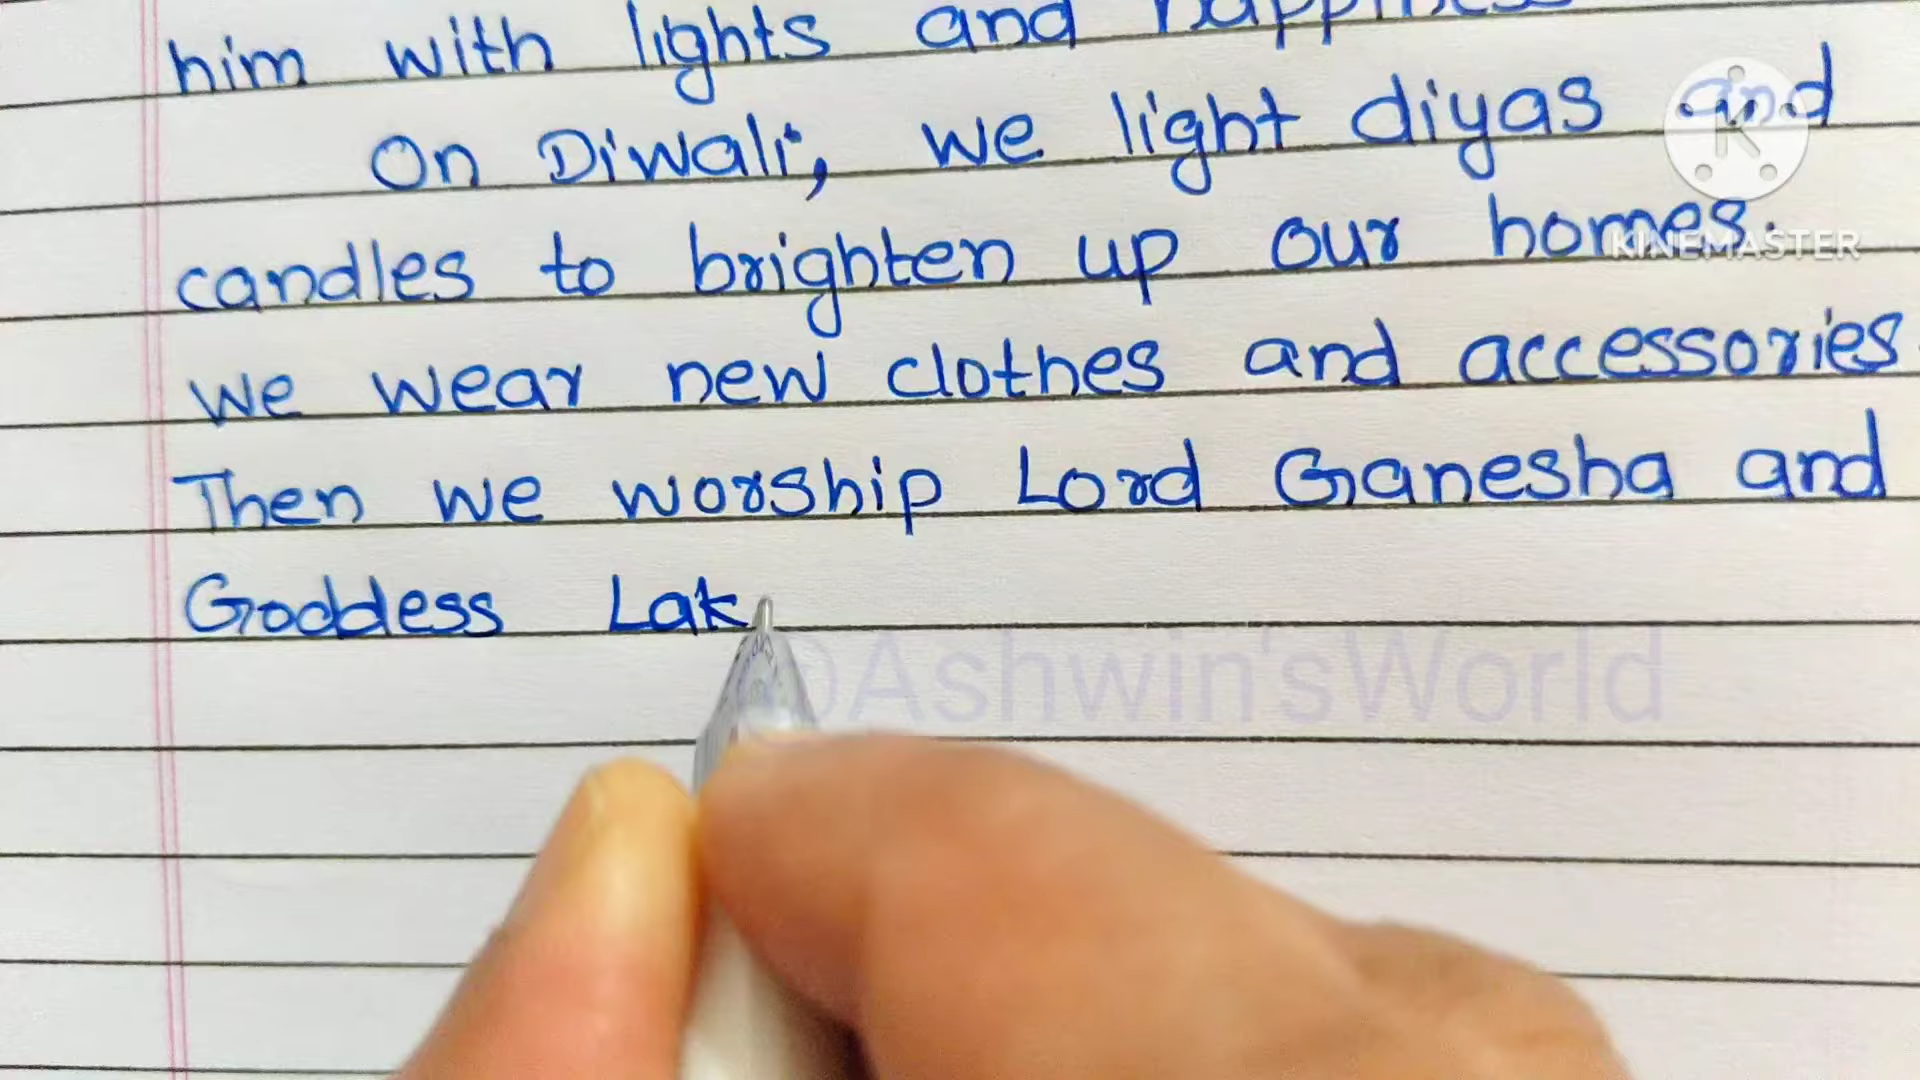 him with lights and happiness
On Diwali, we light diyas and
candles to brighten up our homes.
we wear new clothes and accessories.
Then we worship Lord Ganesha and
Goddess Lak
@Ashwin'sWorld
KINEMASTER